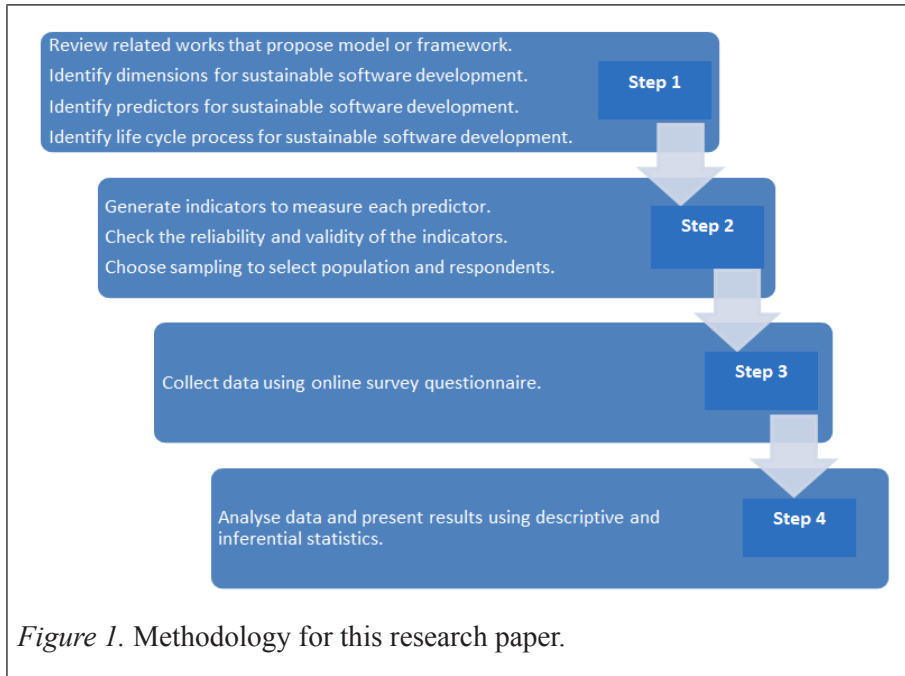 Review related works that propose model or framework.
Identify dimensions for sustainable software development.
Identify predictors for sustainable software development.
Identify life cycle process for sustainable software development.
Step 1
Generate indicators to measure each predictor.
Check the reliability and validity of the indicators.
Choose sampling to select population and respondents.
Step 2
Collect data using online survey questionnaire.
Step 3
Analyse data and present results using descriptive and
inferential statistics.
Step 4
Figure 1. Methodology for this research paper.